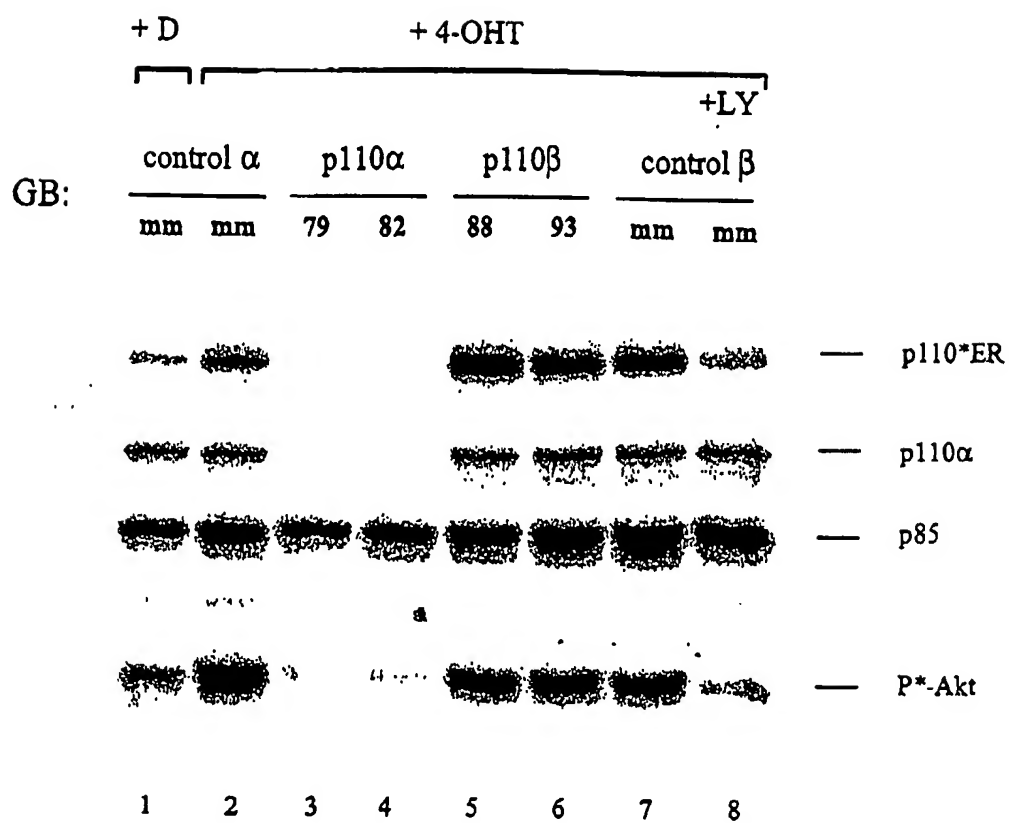 + D + 4-OHT
+LY
control α p110α p110β control β
GB:
mm mm 79 82 88 93 mm mm
p110*ER
p110α
p85
P*-Akt
1 2 3 4 5 6 7 8